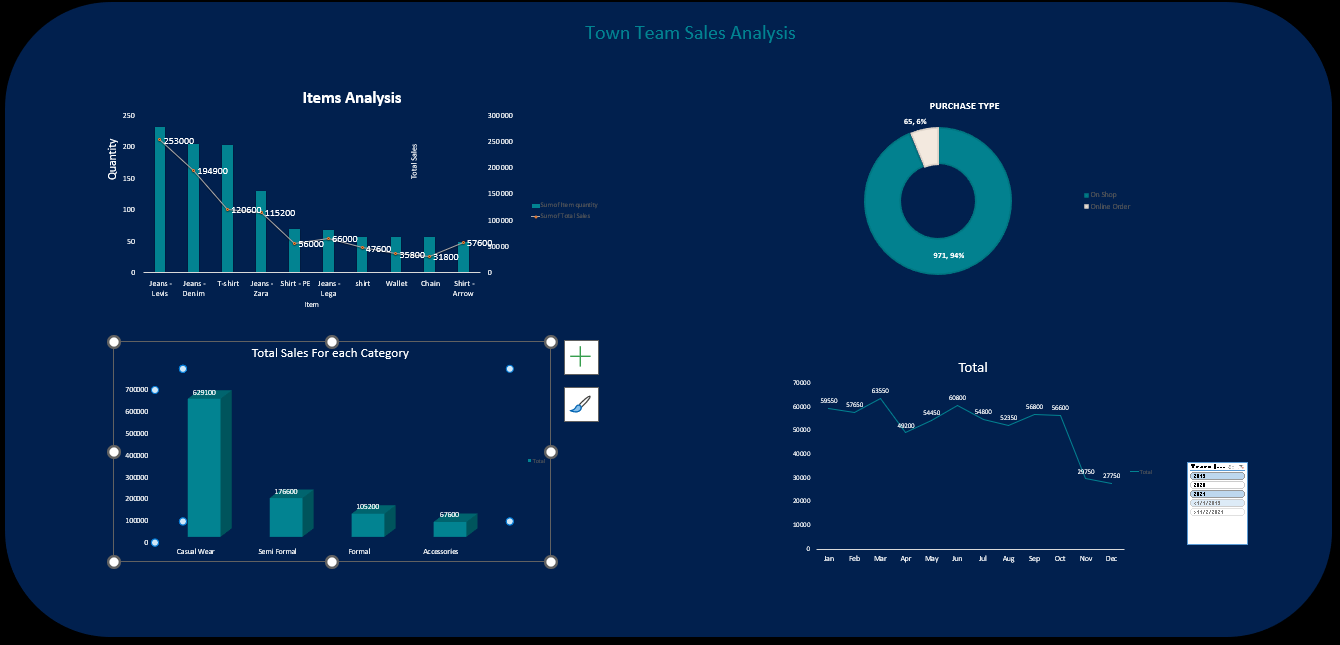 Town Team Sales Analysis
Items Analysis
Quantity
250
200
150
100
50
0
253000
194900
120600
115200
56000
66000
47600
35800
31800
57600
Total Sales
300000
250000
200000
150000
100000
50000
0
Jeans - Levis
Jeans - Denim
T-shirt
Jeans - Zara
Shirt - PE
Jeans - Lega
shirt
Wallet
Chain
Shirt - Arrow
Item
Sum of Item quantity
Sum of Total Sales
PURCHASE TYPE
65, 6%
971, 94%
On Shop
Online Order
Total Sales For each Category
700000
600000
500000
400000
300000
200000
100000
0
629100
176600
105200
67600
Casual Wear
Semi Formal
Formal
Accessories
Total
Total
70000
60000
50000
40000
30000
20000
10000
0
59550
57650
63550
49200
54450
60800
54800
52350
56800
56600
29750
27750
Jan
Feb
Mar
Apr
May
Jun
Jul
Aug
Sep
Oct
Nov
Dec
Total
2019
2020
2021
<1/1/2019
>11/2/2021